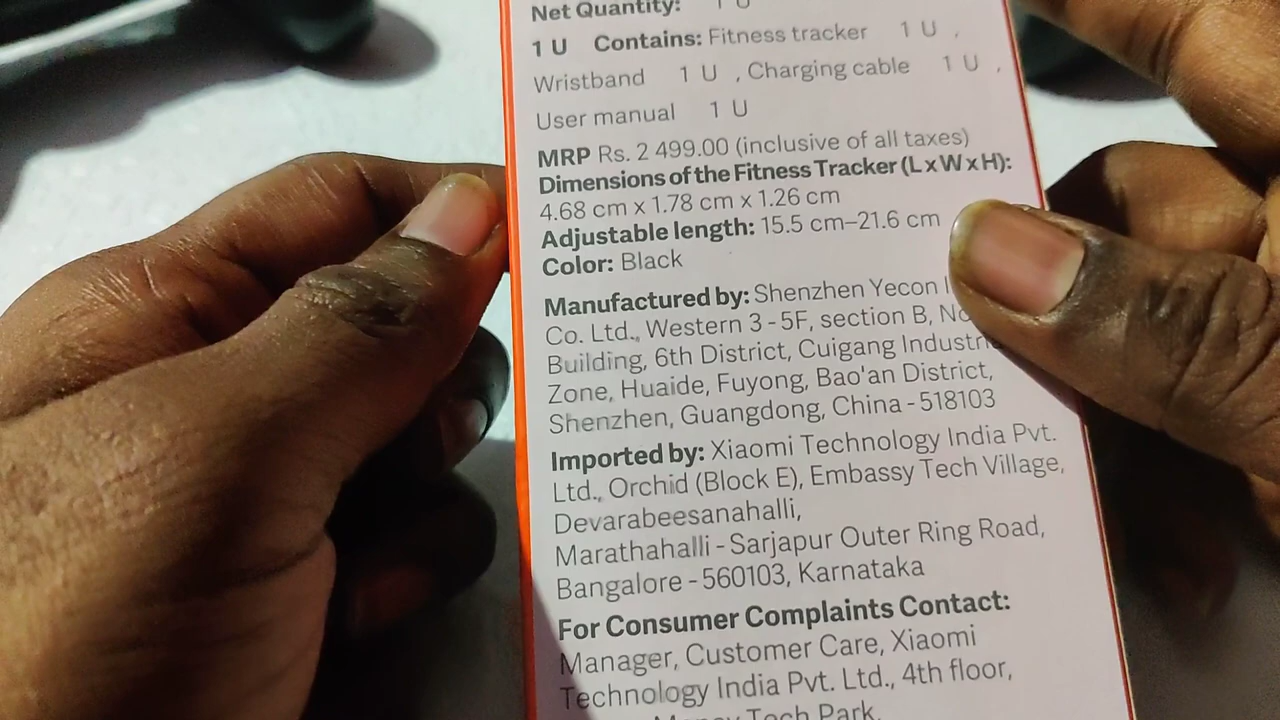 Net Quantity: 1 U
1 U Contains: Fitness tracker 1 U ,
Wristband 1 U , Charging cable 1 U ,
User manual 1 U
MRP Rs. 2 499.00 (inclusive of all taxes)
Dimensions of the Fitness Tracker (L x W x H):
4.68 cm x 1.78 cm x 1.26 cm
Adjustable length: 15.5 cm–21.6 cm
Color: Black
Manufactured by: Shenzhen Yecon
Co. Ltd., Western 3 - 5F, section B,
Building, 6th District, Cuigang
Zone, Huaide, Fuyong, Bao'an District,
Shenzhen, Guangdong, China - 518103
Imported by: Xiaomi Technology India Pvt.
Ltd., Orchid (Block E), Embassy Tech Village,
Devarabeesanahalli,
Marathahalli - Sarjapur Outer Ring Road,
Bangalore - 560103, Karnataka
For Consumer Complaints Contact:
Manager, Customer Care, Xiaomi
Technology India Pvt. Ltd., 4th floor,
Tech Park,